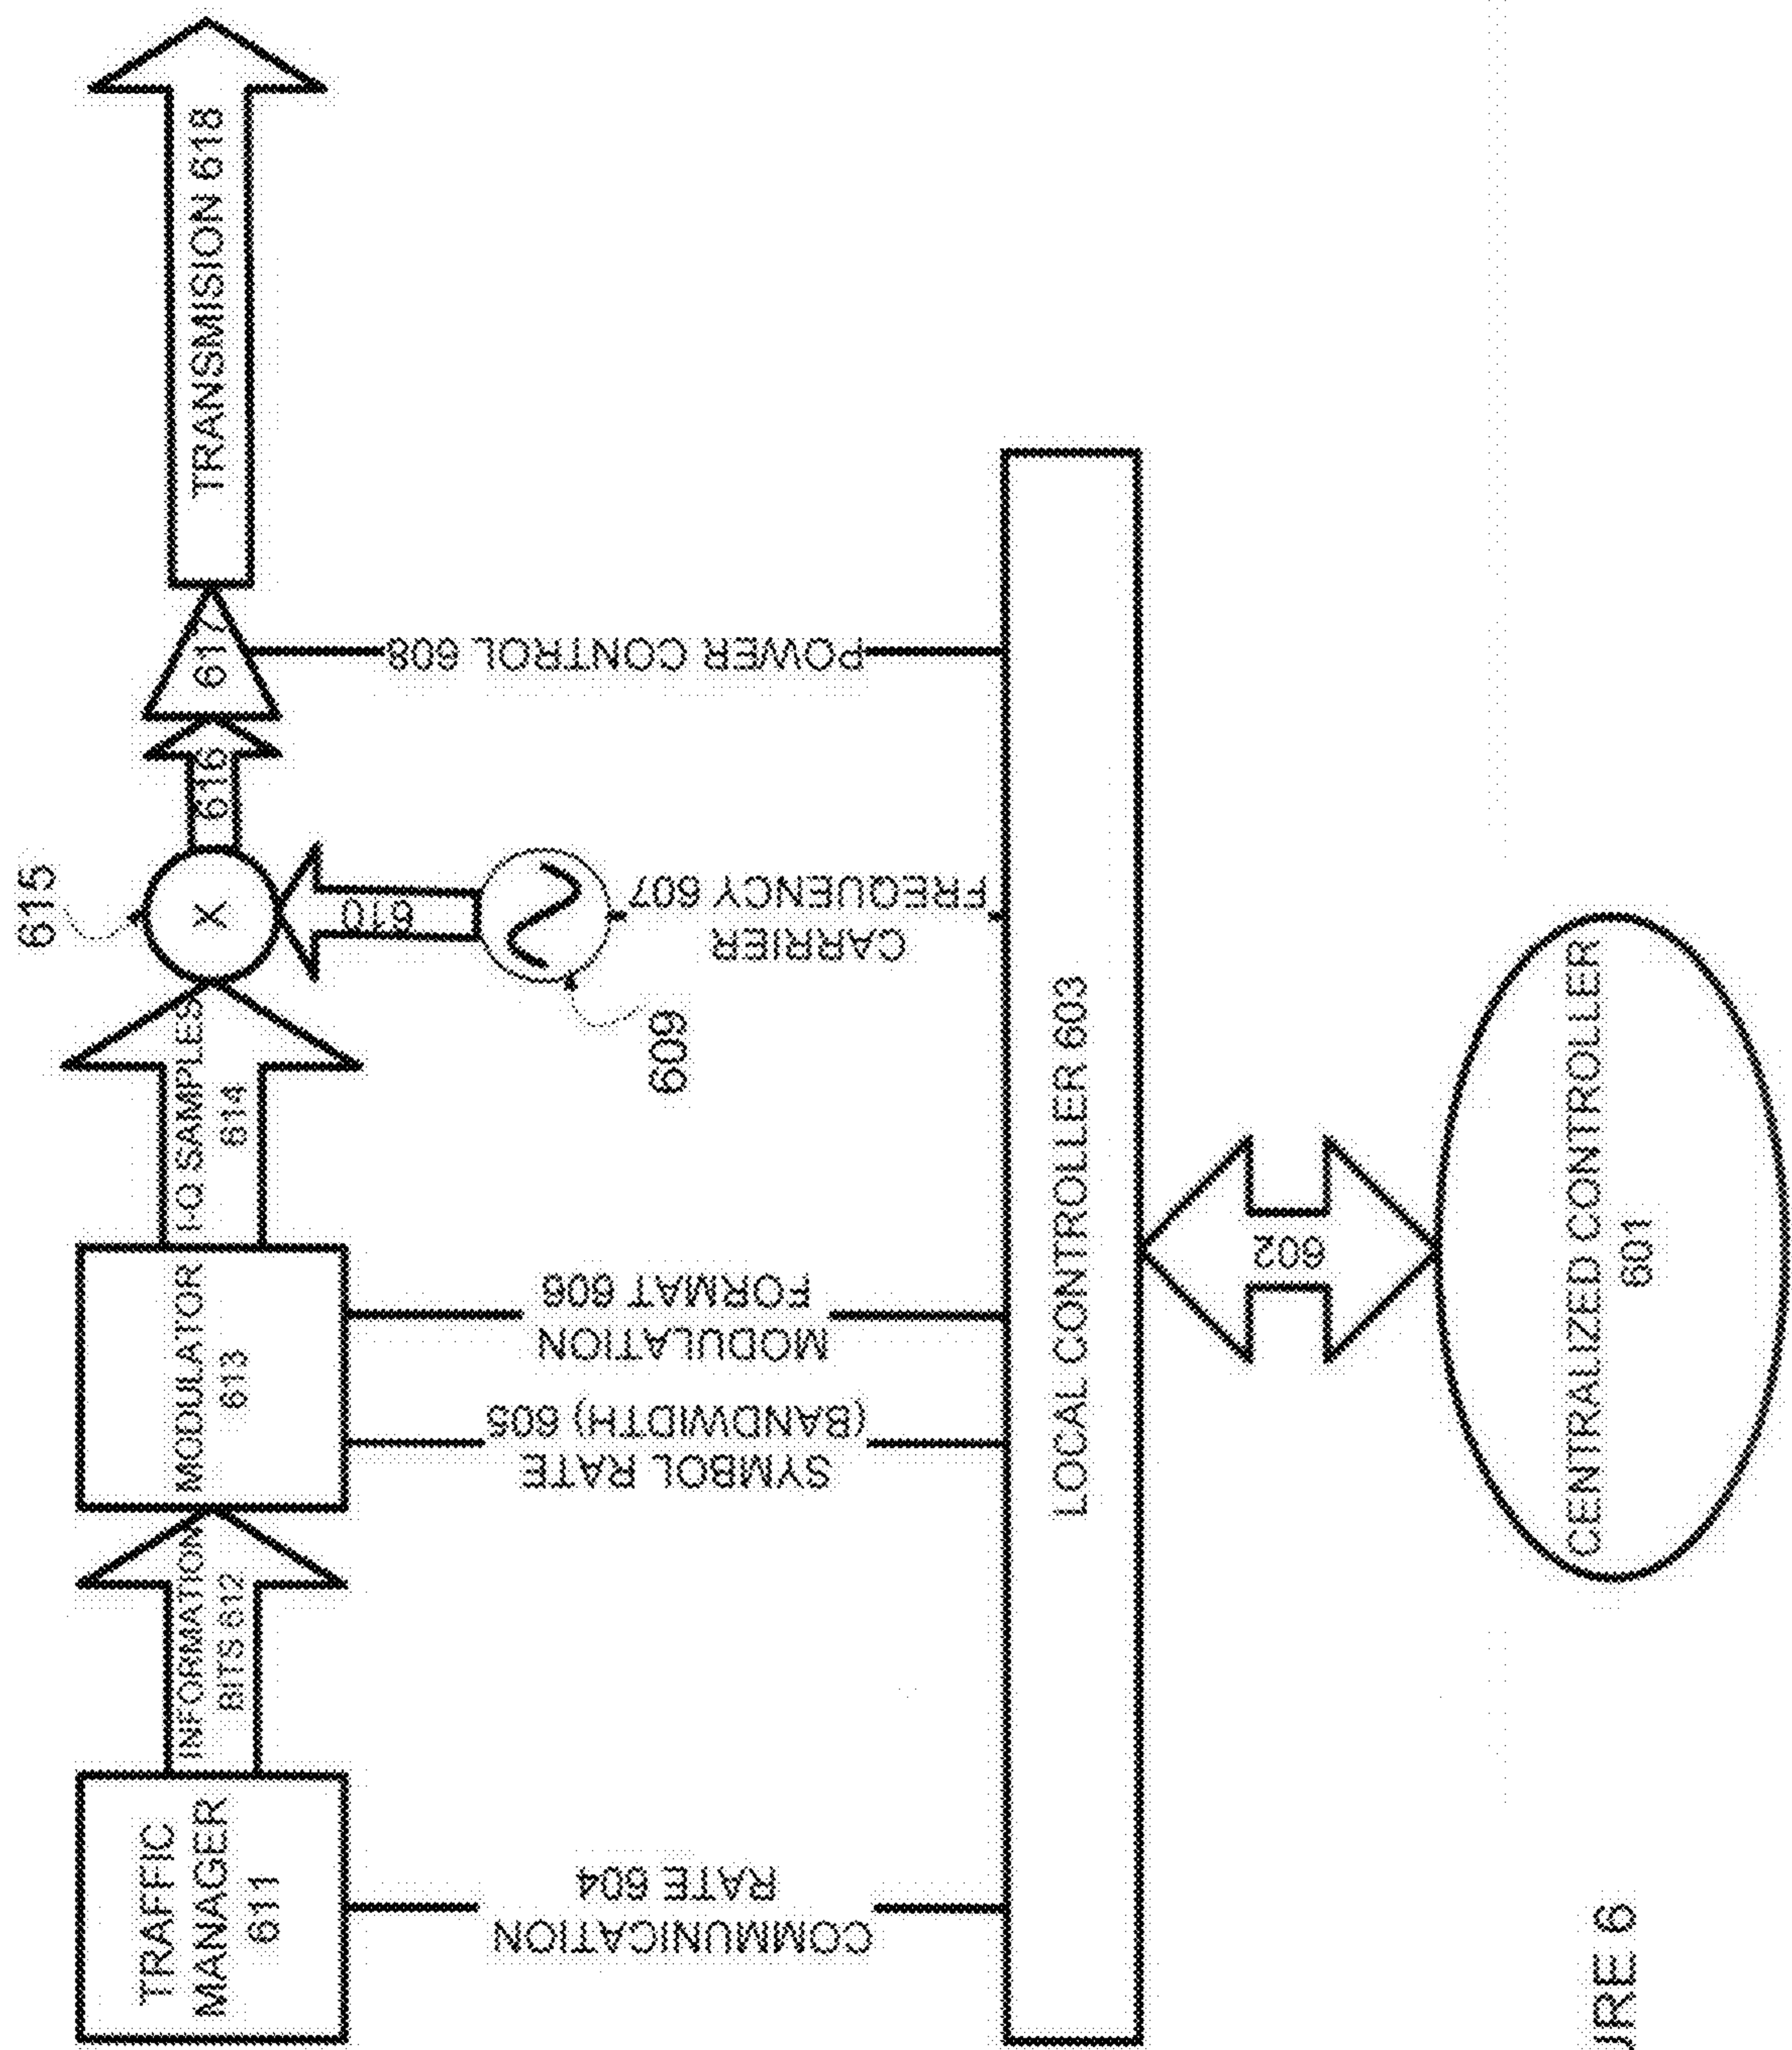 TRAFFIC
MANAGER
611
INFORMATION
BITS 612
MODULATOR
613
I-Q SAMPLES
614
615
X
616
617
TRANSMISION 618
610
609
COMMUNICATION
RATE 604
SYMBOL RATE
(BANDWIDTH) 605
MODULATION
FORMAT 606
CARRIER
FREQUENCY 607
POWER CONTROL 608
LOCAL CONTROLLER 603
602
CENTRALIZED CONTROLLER
601
URE 6